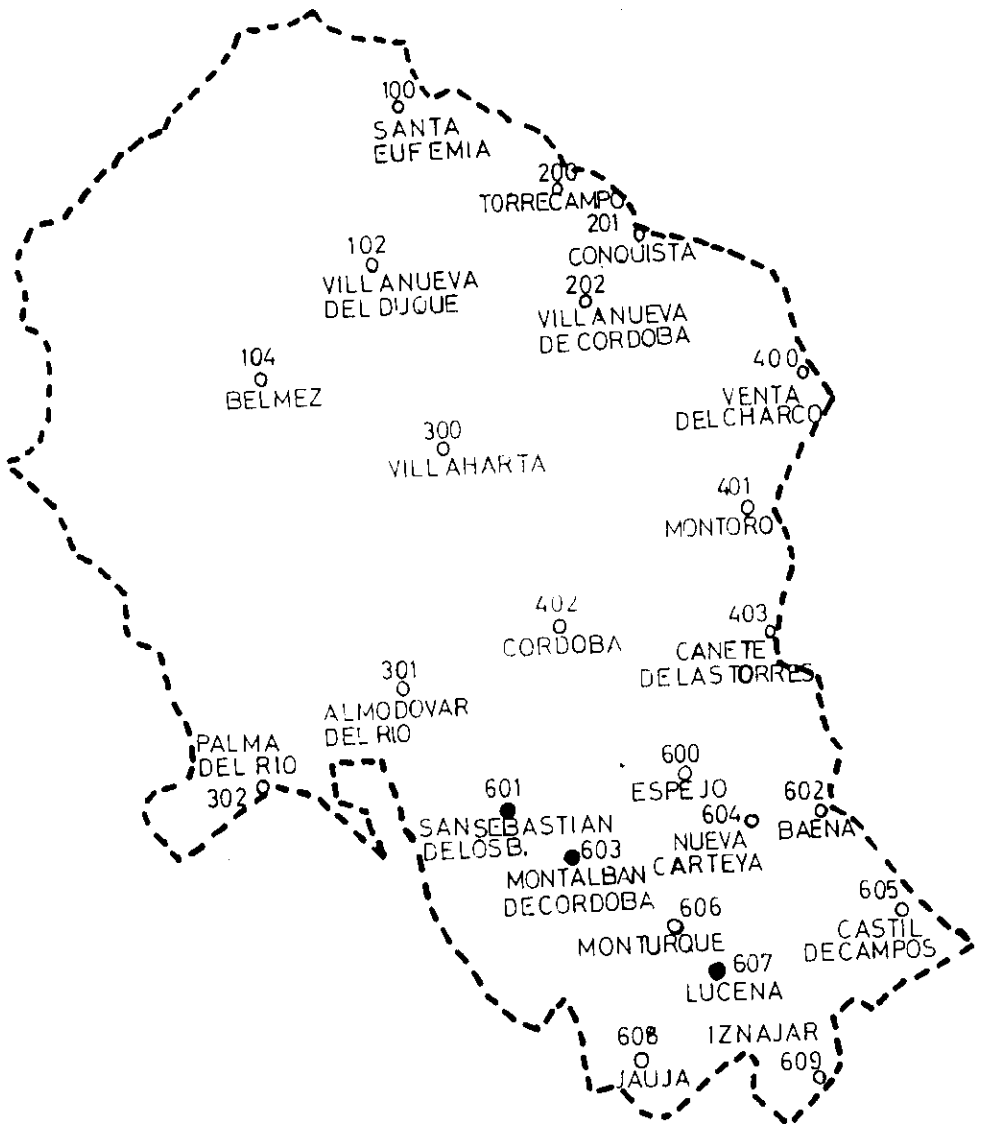 100
SANTA
EUFEMIA
200
TORRECAMPO
201
CONQUISTA
102
VILLANUEVA
DEL DUQUE
202
VILLANUEVA
DE CORDOBA
104
BELMEZ
400
VENTA
DEL CHARCO
300
VILLAHARTA
401
MONTORO
402
CORDOBA
403
CANETE
DE LAS TORRES
301
ALMODOVAR
DEL RIO
PALMA
DEL RIO
302
600
ESPEJO
601
SAN SEBASTIAN
DE LOS B.
602
BAENA
604
NUEVA
CARTEYA
603
MONTALBAN
DE CORDOBA
605
CASTIL
DE CAMPOS
606
MONTURQUE
607
LUCENA
608
JAUJA
IZNAJAR
609